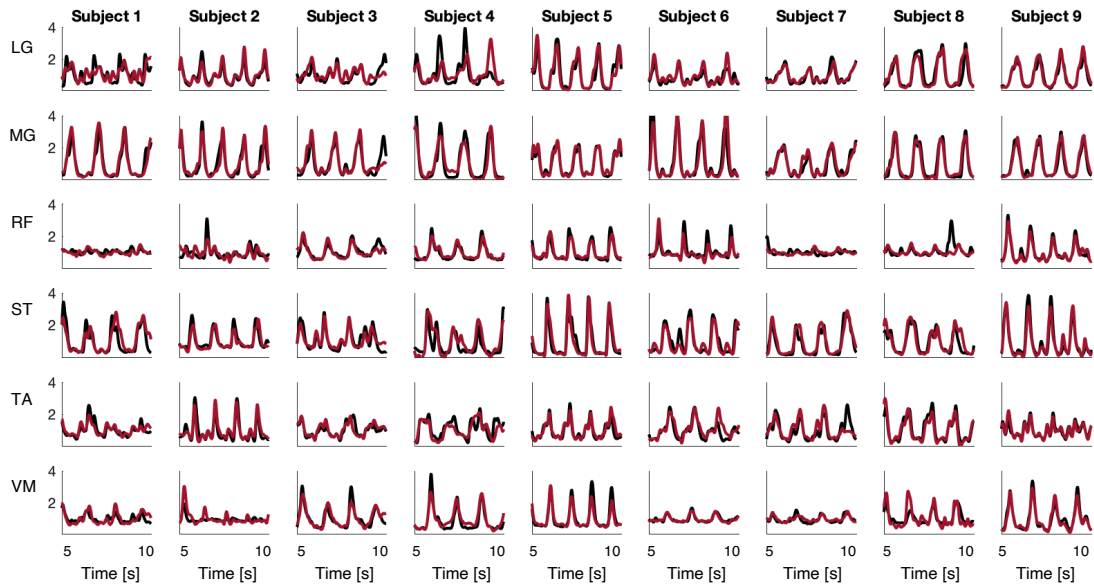 Subject 1 Subject 2 Subject 3 Subject 4 Subject 5 Subject 6 Subject 7 Subject 8 Subject 9
LG 4 2
MG 4 2
RF 4 2
ST 4 2
TA 4 2
VM 4 2
5 10 5 10 5 10 5 10 5 10 5 10 5 10 5 10 5 10
Time [s] Time [s] Time [s] Time [s] Time [s] Time [s] Time [s] Time [s] Time [s]